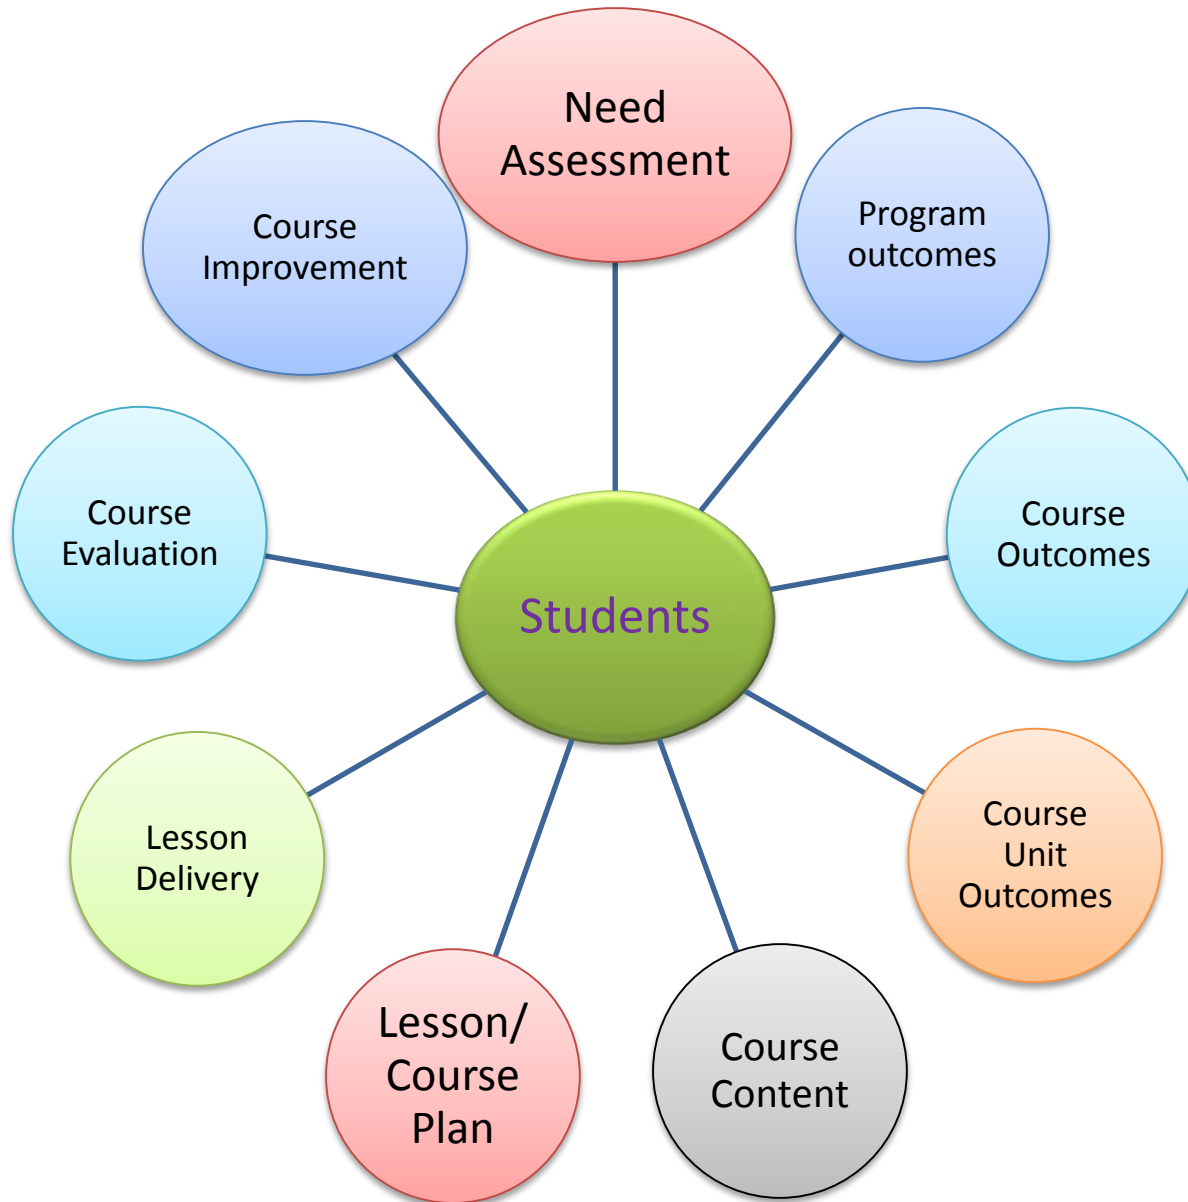 Need
Assessment
Program
outcomes
Course
Outcomes
Course
Unit
Outcomes
Course
Content
Lesson/
Course
Plan
Lesson
Delivery
Course
Evaluation
Course
Improvement
Students